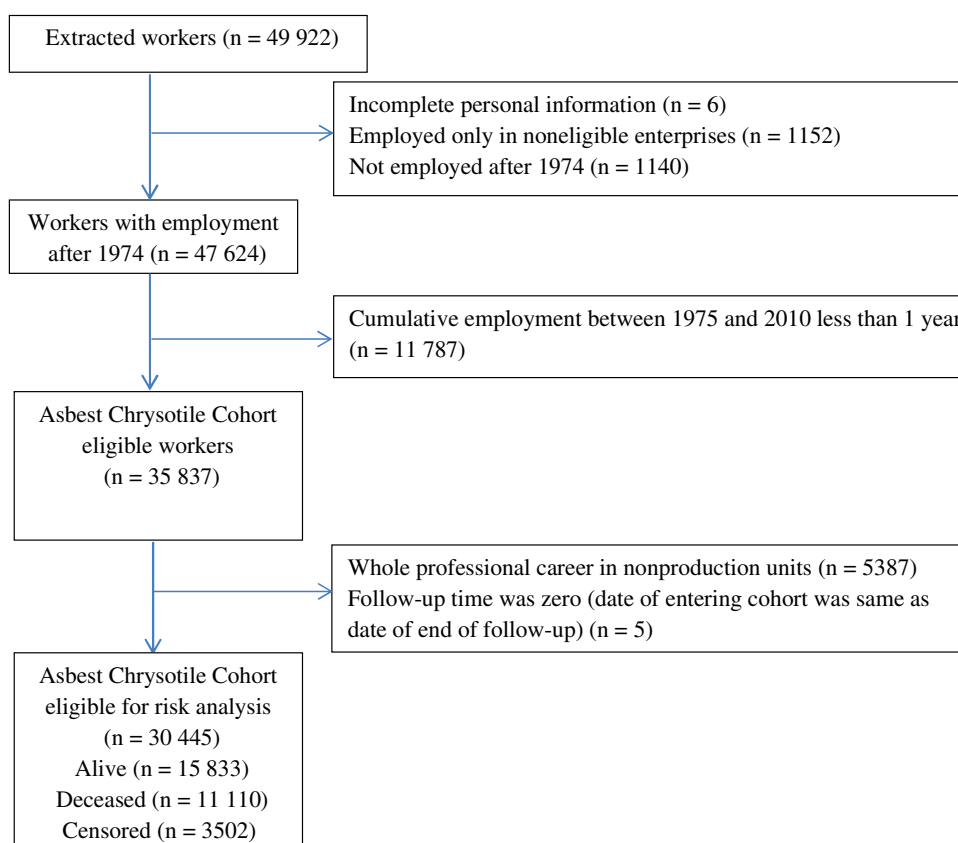 Extracted workers (n = 49 922)
Incomplete personal information (n = 6)
Employed only in noneligible enterprises (n = 1152)
Not employed after 1974 (n = 1140)
Workers with employment
after 1974 (n = 47 624)
Cumulative employment between 1975 and 2010 less than 1 year
(n = 11 787)
Asbest Chrysotile Cohort
eligible workers
(n = 35 837)
Whole professional career in nonproduction units (n = 5387)
Follow-up time was zero (date of entering cohort was same as
date of end of follow-up) (n = 5)
Asbest Chrysotile Cohort
eligible for risk analysis
(n = 30 445)
Alive (n = 15 833)
Deceased (n = 11 110)
Censored (n = 3502)